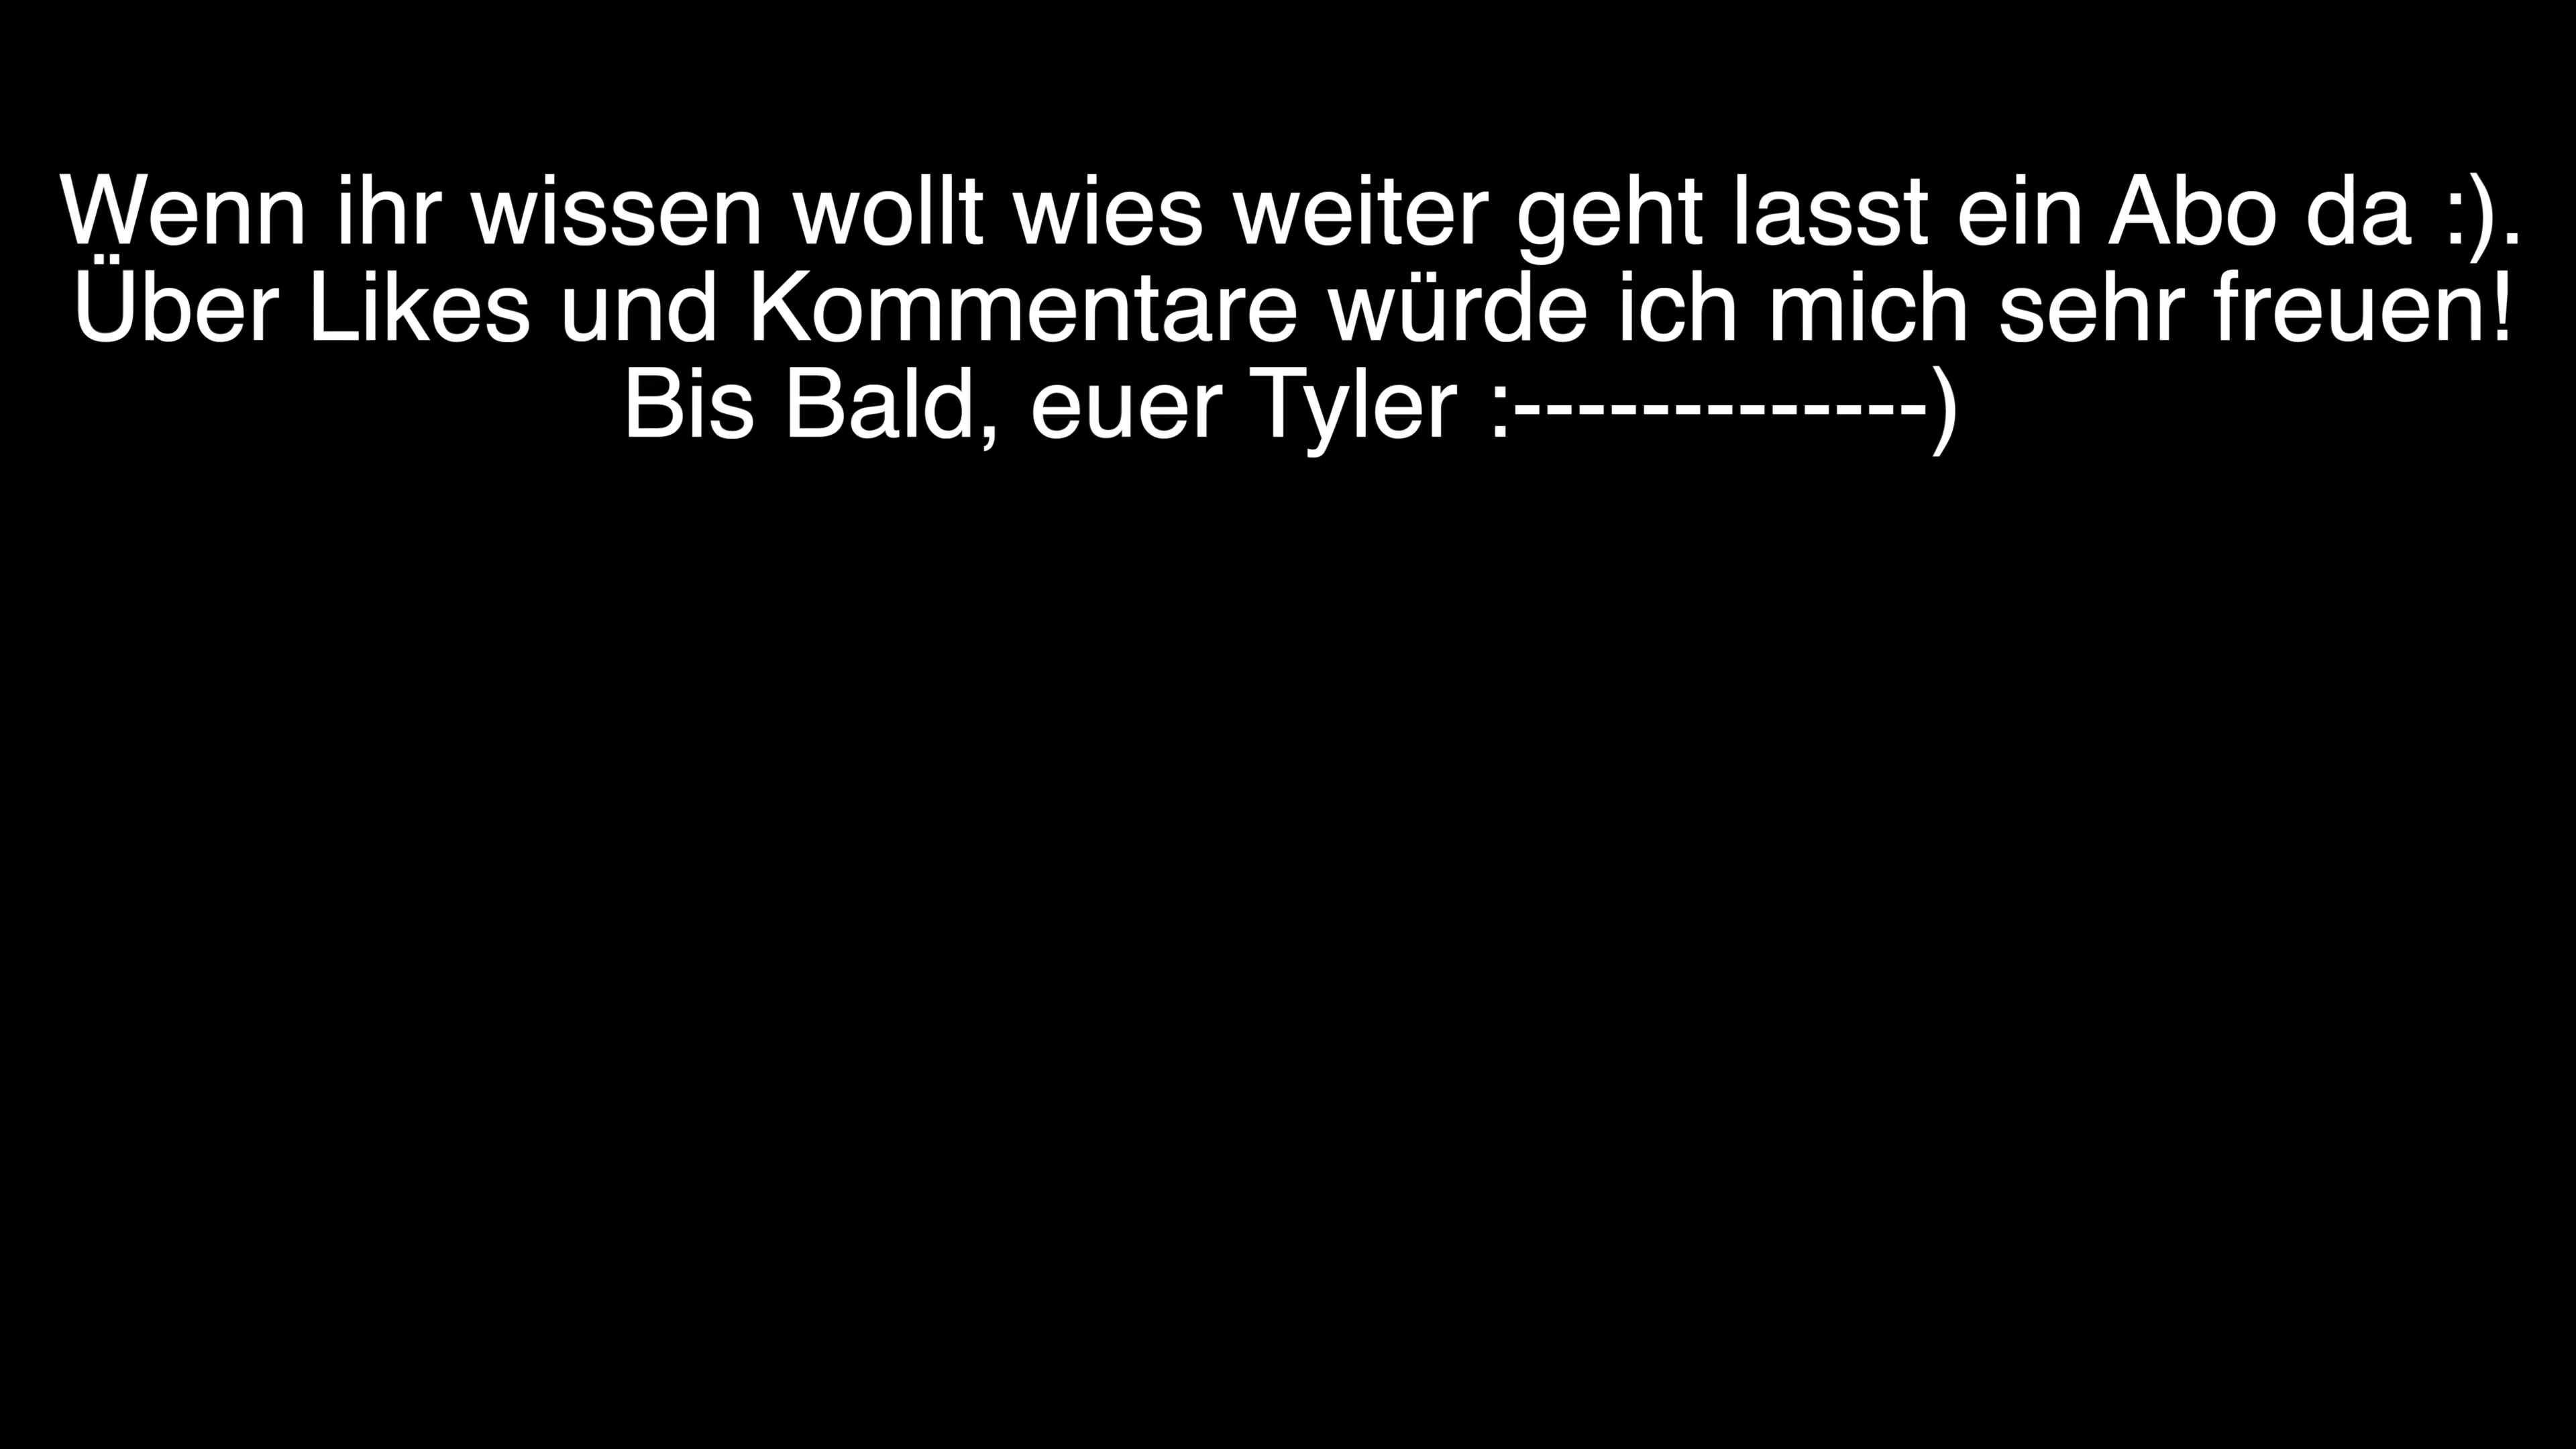 Wenn ihr wissen wollt wies weiter geht lasst ein Abo da :).
Über Likes und Kommentare würde ich mich sehr freuen!
Bis Bald, euer Tyler :-------------)